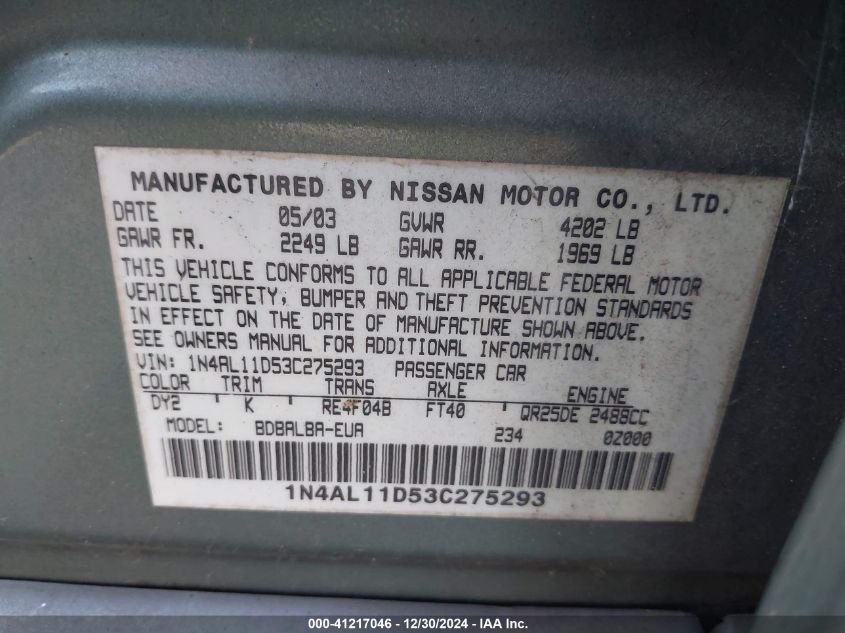 MANUFACTURED BY NISSAN MOTOR CO., LTD.
DATE 05/03 GVWR 4202 LB
GAWR FR. 2249 LB GAWR RR. 1969 LB
THIS VEHICLE CONFORMS TO ALL APPLICABLE FEDERAL MOTOR
VEHICLE SAFETY, BUMPER AND THEFT PREVENTION STANDARDS
IN EFFECT ON THE DATE OF MANUFACTURE SHOWN ABOVE.
SEE OWNERS MANUAL FOR ADDITIONAL INFORMATION.
VIN: 1N4AL11D53C275293 PASSENGER CAR
COLOR TRIM TRANS AXLE ENGINE
DY2 K RE4F04B FT40 QR25DE 2488CC
MODEL: BDBALBA-EUA 234 0Z000
1N4AL11D53C275293
000-41217046 - 12/30/2024 - IAA, Inc.